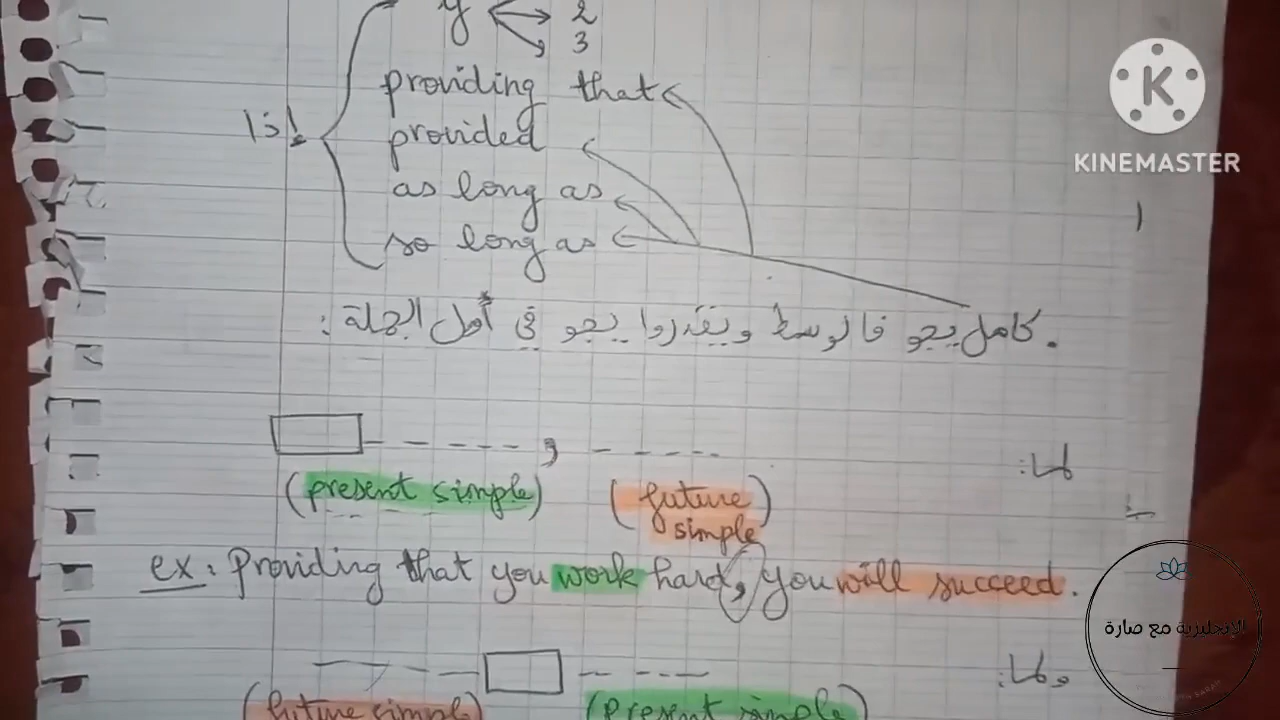 if 2
3
providing that
provided
إذا
as long as
so long as
. كامل يجو فالوسط ويقدروا يجو في أول الجملة :
لما:
(present simple) (future simple)
ex: Providing that you work hard, you will succeed.
ولما:
(future simple) (present simple)
K
KINEMASTER
الإنجليزية مع صارة